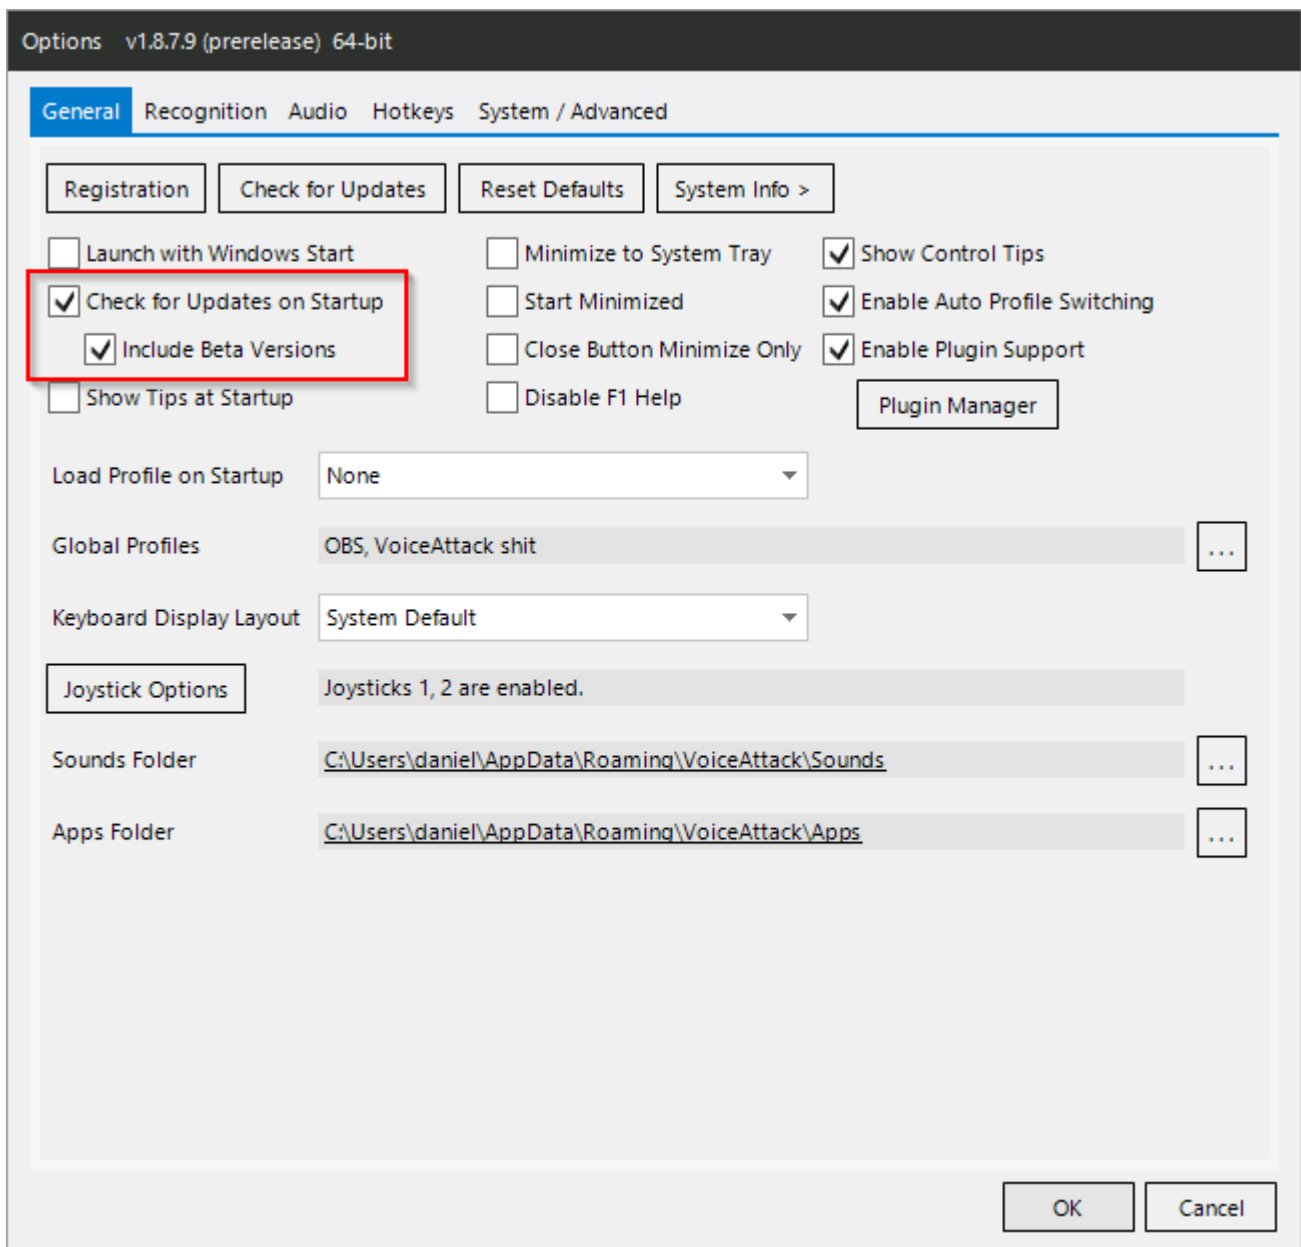 Options v1.8.7.9 (prerelease) 64-bit
General Recognition Audio Hotkeys System / Advanced
Registration Check for Updates Reset Defaults System Info >
Launch with Windows Start Minimize to System Tray Show Control Tips
Check for Updates on Startup Start Minimized Enable Auto Profile Switching
Include Beta Versions Close Button Minimize Only Enable Plugin Support
Show Tips at Startup Disable F1 Help Plugin Manager
Load Profile on Startup None
Global Profiles OBS, VoiceAttack shit ...
Keyboard Display Layout System Default
Joystick Options Joysticks 1, 2 are enabled.
Sounds Folder C:\Users\daniel\AppData\Roaming\VoiceAttack\Sounds ...
Apps Folder C:\Users\daniel\AppData\Roaming\VoiceAttack\Apps ...
OK Cancel